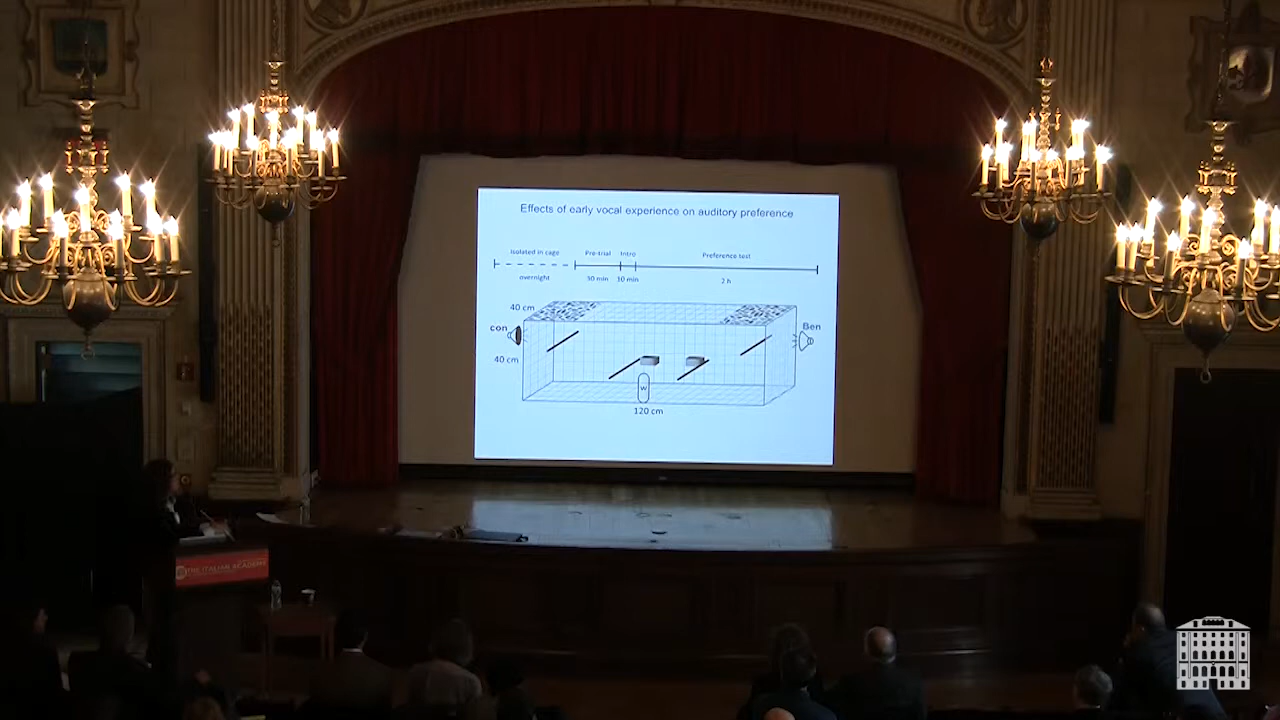 Effects of early vocal experience on auditory preference
Isolated in cage
Pre-trial
Intro
Preference test
overnight
30 min
10 min
2 h
40 cm
con
Ben
40 cm
w
120 cm
THE ITALIAN ACADEMY